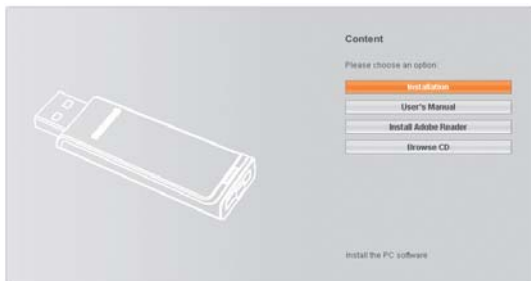 Content
Please choose an option:
Installation
User's Manual
Install Adobe Reader
Browse CD
Install the PC software